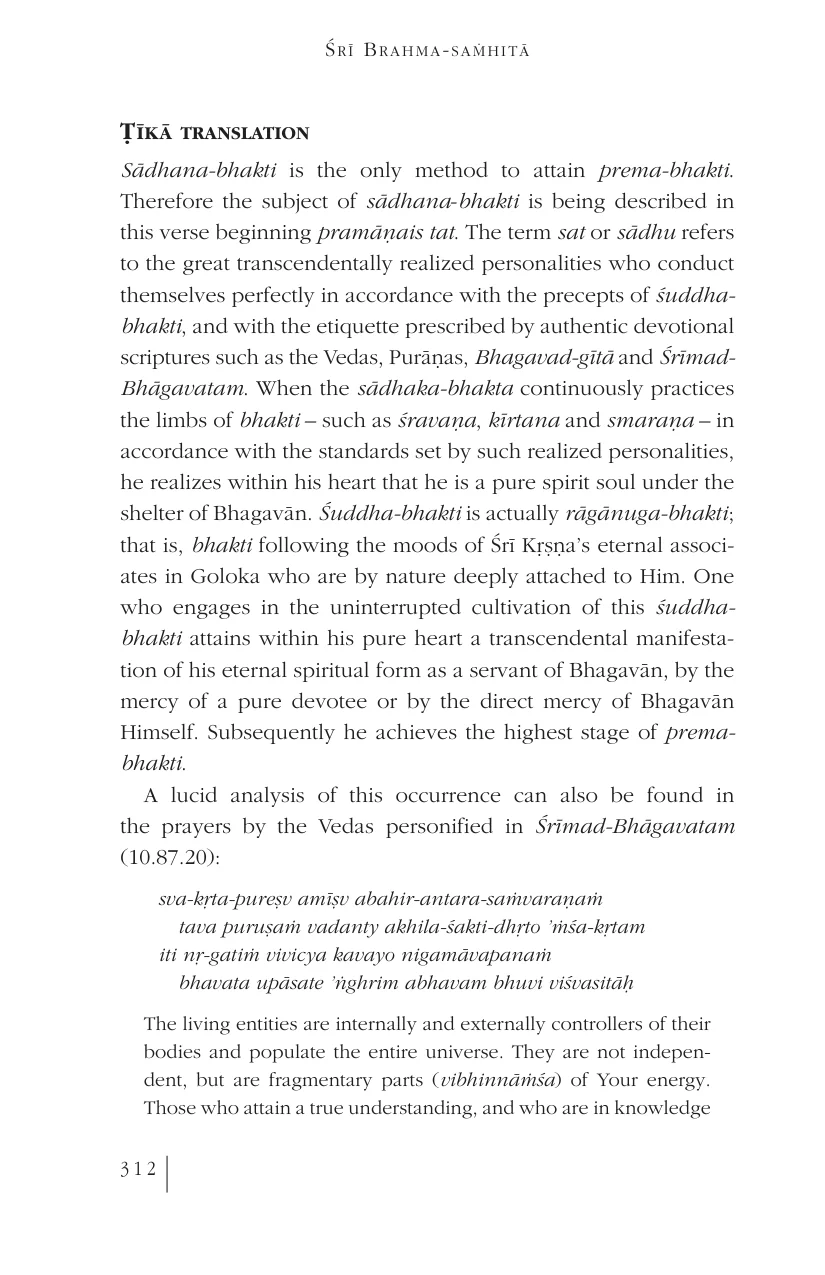 Śrī Brahma-saṁhitā
Ṭīkā translation
Sādhana-bhakti is the only method to attain prema-bhakti.
Therefore the subject of sādhana-bhakti is being described in
this verse beginning pramāṇais tat. The term sat or sādhu refers
to the great transcendentally realized personalities who conduct
themselves perfectly in accordance with the precepts of śuddha-
bhakti, and with the etiquette prescribed by authentic devotional
scriptures such as the Vedas, Purāṇas, Bhagavad-gītā and Śrīmad-
Bhāgavatam. When the sādhaka-bhakta continuously practices
the limbs of bhakti – such as śravaṇa, kīrtana and smaraṇa – in
accordance with the standards set by such realized personalities,
he realizes within his heart that he is a pure spirit soul under the
shelter of Bhagavān. Śuddha-bhakti is actually rāgānuga-bhakti;
that is, bhakti following the moods of Śrī Kṛṣṇa’s eternal associ-
ates in Goloka who are by nature deeply attached to Him. One
who engages in the uninterrupted cultivation of this śuddha-
bhakti attains within his pure heart a transcendental manifesta-
tion of his eternal spiritual form as a servant of Bhagavān, by the
mercy of a pure devotee or by the direct mercy of Bhagavān
Himself. Subsequently he achieves the highest stage of prema-
bhakti.
A lucid analysis of this occurrence can also be found in
the prayers by the Vedas personified in Śrīmad-Bhāgavatam
(10.87.20):
sva-kṛta-pureṣv amīṣv abahir-antara-saṁvaraṇaṁ
tava puruṣaṁ vadanty akhila-śakti-dhṛto ’ṁśa-kṛtam
iti nṛ-gatiṁ vivicya kavayo nigamāvapanaṁ
bhavata upāsate ’ṅghrim abhavam bhuvi viśvasitāḥ
The living entities are internally and externally controllers of their
bodies and populate the entire universe. They are not indepen-
dent, but are fragmentary parts (vibhinnāṁśa) of Your energy.
Those who attain a true understanding, and who are in knowledge
312